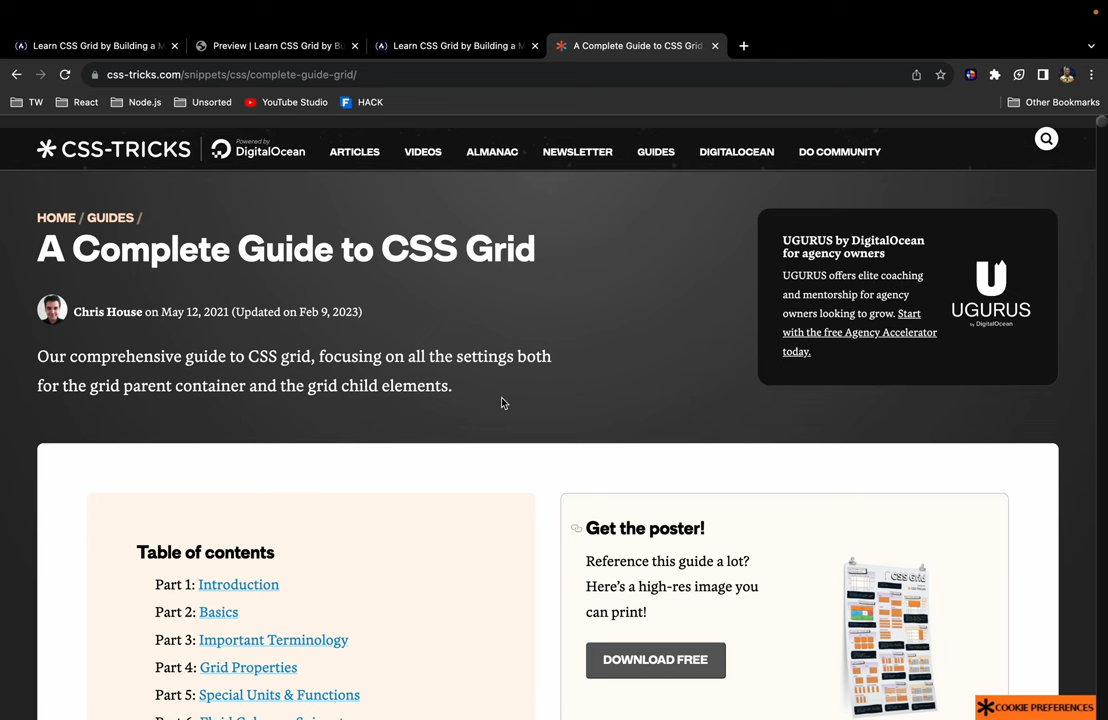 Learn CSS Grid by Building a M
Preview | Learn CSS Grid by Bu
Learn CSS Grid by Building a M
A Complete Guide to CSS Grid
css-tricks.com/snippets/css/complete-guide-grid/
TW
React
Node.js
Unsorted
YouTube Studio
HACK
Other Bookmarks
CSS-TRICKS
Powered by
DigitalOcean
ARTICLES
VIDEOS
ALMANAC
NEWSLETTER
GUIDES
DIGITALOCEAN
DO COMMUNITY
HOME / GUIDES /
A Complete Guide to CSS Grid
Chris House on May 12, 2021 (Updated on Feb 9, 2023)
Our comprehensive guide to CSS grid, focusing on all the settings both
for the grid parent container and the grid child elements.
UGURUS by DigitalOcean
for agency owners
UGURUS offers elite coaching
and mentorship for agency
owners looking to grow. Start
with the free Agency Accelerator
today.
UGURUS
by DigitalOcean
Table of contents
Part 1: Introduction
Part 2: Basics
Part 3: Important Terminology
Part 4: Grid Properties
Part 5: Special Units & Functions
Get the poster!
Reference this guide a lot?
Here's a high-res image you
can print!
DOWNLOAD FREE
CSS Grid
COOKIE PREFERENCES